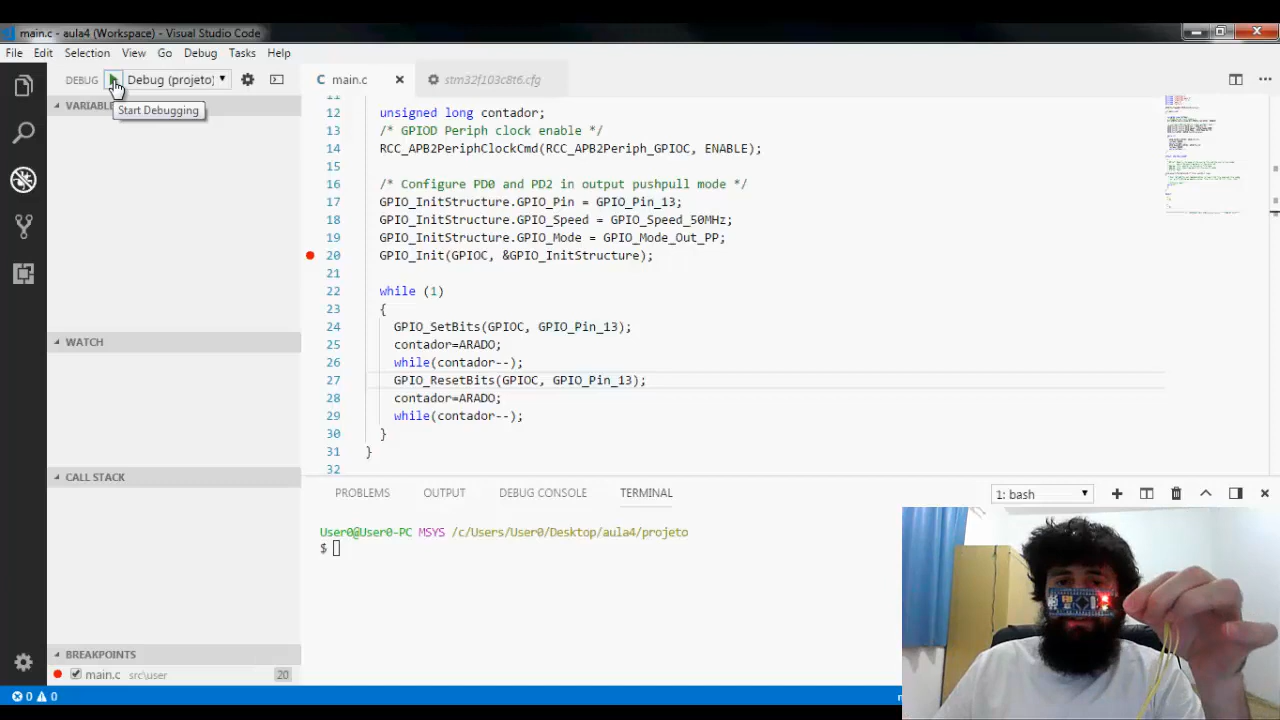 main.c - aula4 (Workspace) - Visual Studio Code
File Edit Selection View Go Debug Tasks Help
DEBUG Debug (projeto) main.c stm32f103c8t6.cfg
Start Debugging
VARIABLE
WATCH
CALL STACK
BREAKPOINTS
main.c src\user 20
11
12 unsigned long contador;
13 /* GPIOD Periph clock enable */
14 RCC_APB2PeriphClockCmd(RCC_APB2Periph_GPIOC, ENABLE);
15
16 /* Configure PD0 and PD2 in output pushpull mode */
17 GPIO_InitStructure.GPIO_Pin = GPIO_Pin_13;
18 GPIO_InitStructure.GPIO_Speed = GPIO_Speed_50MHz;
19 GPIO_InitStructure.GPIO_Mode = GPIO_Mode_Out_PP;
20 GPIO_Init(GPIOC, &GPIO_InitStructure);
21
22 while (1)
23 {
24 GPIO_SetBits(GPIOC, GPIO_Pin_13);
25 contador=ARADO;
26 while(contador--);
27 GPIO_ResetBits(GPIOC, GPIO_Pin_13);
28 contador=ARADO;
29 while(contador--);
30 }
31 }
32
PROBLEMS OUTPUT DEBUG CONSOLE TERMINAL 1: bash
User0@User0-PC MSYS /c/Users/User0/Desktop/aula4/projeto
$
0 0